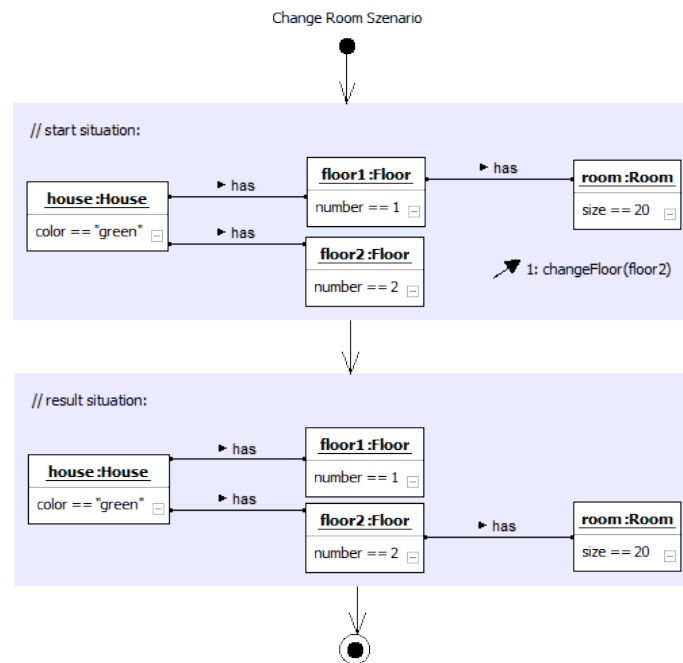 Change Room Szenario
// start situation:
floor1 :Floor
has
has
room :Room
house :House
number == 1
size == 20
color == "green"
has
floor2 :Floor
1: changeFloor(floor2)
number == 2
// result situation:
floor1 :Floor
has
house :House
number == 1
color == "green"
has
floor2 :Floor
has
room :Room
number == 2
size == 20